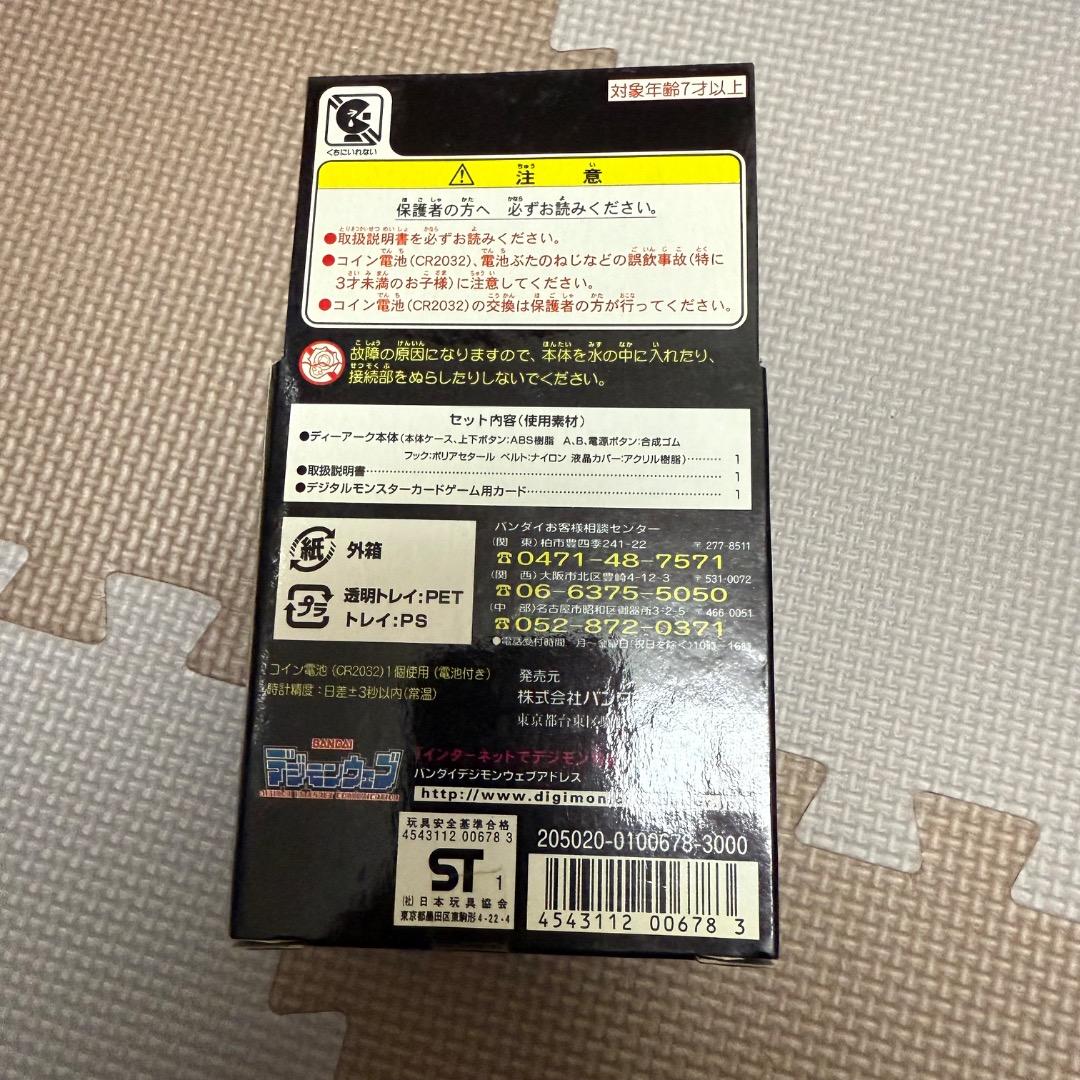 対象年齢7才以上
くちにいれない
注意
保護者の方へ 必ずお読みください。
●取扱説明書を必ずお読みください。
●コイン電池(CR2032)、電池ぶたのねじなどの誤飲事故(特に
3才未満のお子様)に注意してください。
●コイン電池(CR2032)の交換は保護者の方が行ってください。
故障の原因になりますので、本体を水の中に入れたり、
接続部をぬらしたりしないでください。
セット内容(使用素材)
●ディーアーク本体(本体ケース、上下ボタン:ABS樹脂 A、B、電源ボタン:合成ゴム
フック:ポリアセタール ベルト:ナイロン 液晶カバー:アクリル樹脂)……… 1
●取扱説明書…………………………………………………… 1
●デジタルモンスターカードゲーム用カード…………………………… 1
紙 外箱
プラ 透明トレイ:PET
トレイ:PS
バンダイお客様相談センター
(関 東)柏市豊四季241-22 〒277-8511
☎0471-48-7571
(関 西)大阪市北区豊崎4-12-3 〒531-0072
☎06-6375-5050
(中 部)名古屋市昭和区御器所3-2-5 〒466-0051
☎052-872-0371
●電話受付時間 月〜金曜日(祝日を除く)10時〜16時
コイン電池(CR2032)1個使用(電池付き)
時計精度:日差±3秒以内(常温)
発売元
株式会社バン
東京都台東区
BANDAI
デジモンウェブ
「インターネットでデジモン
バンダイデジモンウェブアドレス
http://www.digimon.
玩具安全基準合格
4543112 00678 3
ST 1
(社)日本玩具協会
東京都墨田区東駒形4-22-4
205020-0100678-3000
4543112 00678 3